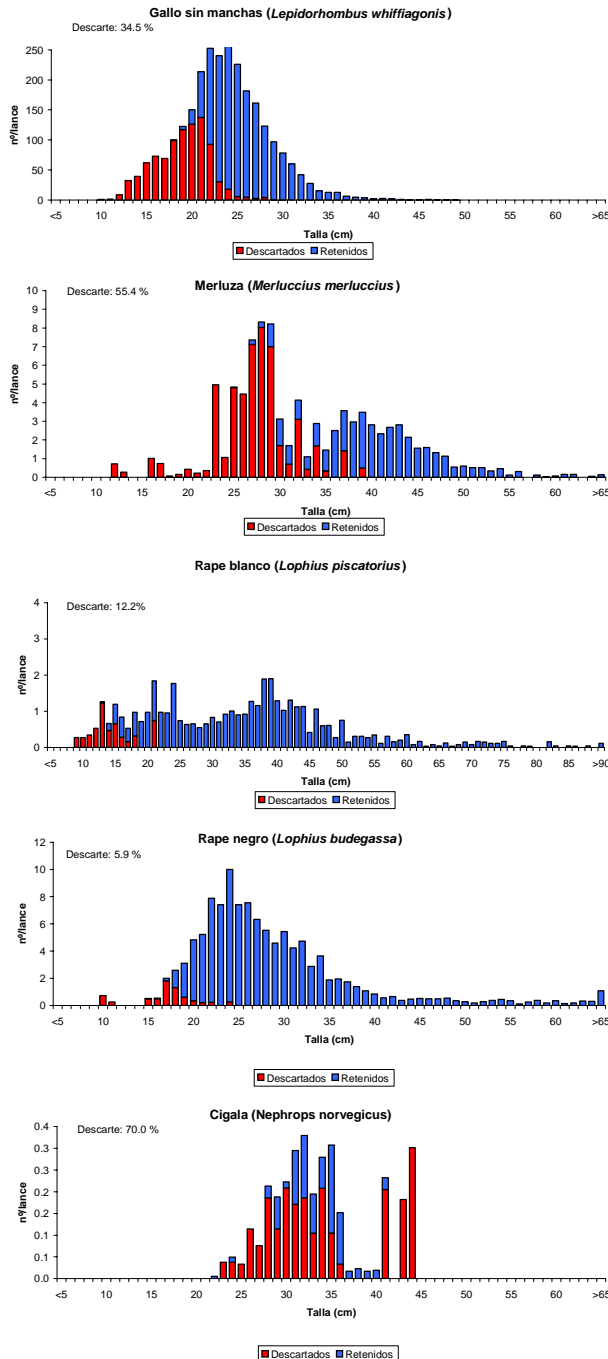 Gallo sin manchas (Lepidorhombus whiffiagonis)
Descarte: 34.5 %
nº/lance
250
200
150
100
50
0
<5 10 15 20 25 30 35 40 45 50 55 60 >65
Talla (cm)
Descartados Retenidos
Merluza (Merluccius merluccius)
Descarte: 55.4 %
nº/lance
10
9
8
7
6
5
4
3
2
1
0
<5 10 15 20 25 30 35 40 45 50 55 60 >65
Talla (cm)
Descartados Retenidos
Rape blanco (Lophius piscatorius)
Descarte: 12.2%
nº/lance
4
3
2
1
0
<5 10 15 20 25 30 35 40 45 50 55 60 65 70 75 80 85 >90
Talla (cm)
Descartados Retenidos
Rape negro (Lophius budegassa)
Descarte: 5.9 %
nº/lance
12
10
8
6
4
2
0
<5 10 15 20 25 30 35 40 45 50 55 60 >65
Talla (cm)
Descartados Retenidos
Cigala (Nephrops norvegicus)
Descarte: 70.0 %
nº/lance
0.4
0.3
0.3
0.2
0.2
0.1
0.1
0.0
<5 10 15 20 25 30 35 40 45 50 55 60 >65
Talla (cm)
Descartados Retenidos